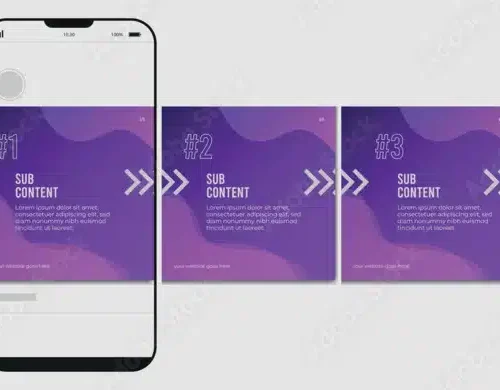 10.30
100%
#1
SUB
CONTENT
Lorem ipsum dolor sit amet,
consectetuer adipiscing elit, sed
diam nonummy nibh euismod
tincidunt ut laoreet.
your website goes here
#2
SUB
CONTENT
Lorem ipsum dolor sit amet,
consectetuer adipiscing elit, sed
diam nonummy nibh euismod
tincidunt ut laoreet.
your website goes here
#3
SUB
CONTENT
Lorem ipsum dolor sit amet,
consectetuer adipiscing elit, sed
diam nonummy nibh euismod
tincidunt ut laoreet.
your website goes here
Adobe Stock